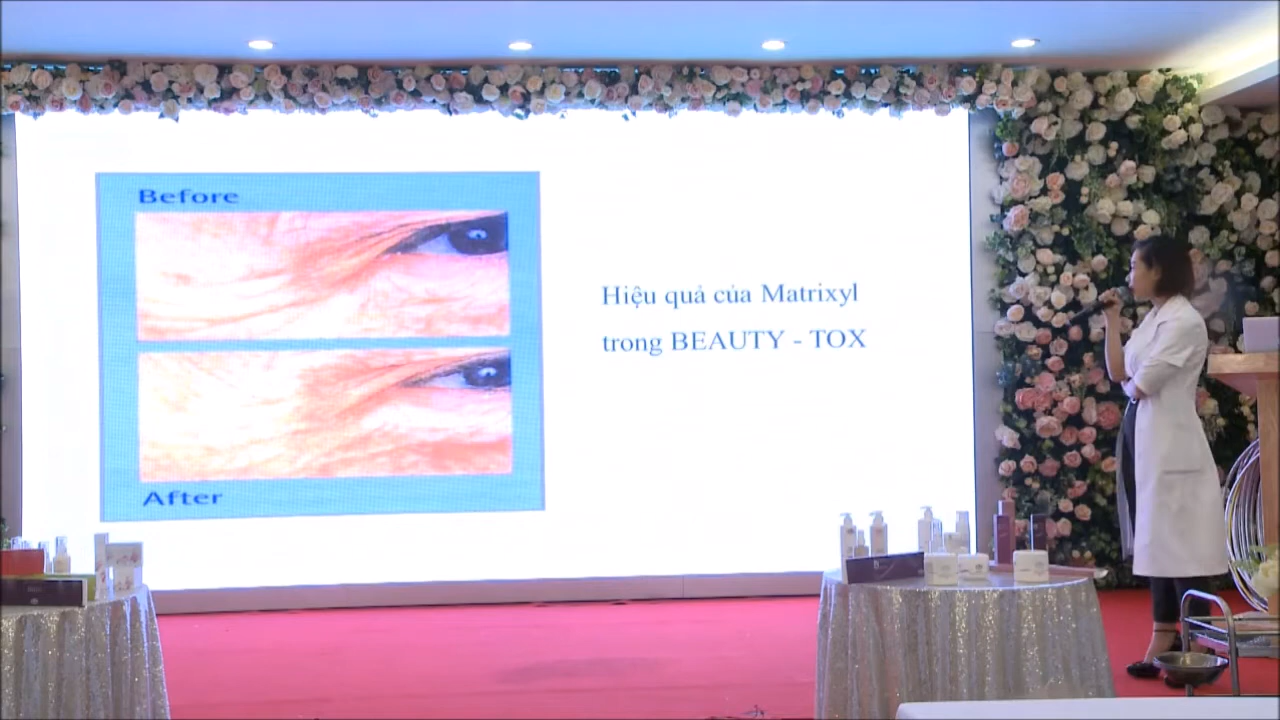 Before
After
Hiệu quả của Matrixyl
trong BEAUTY - TOX